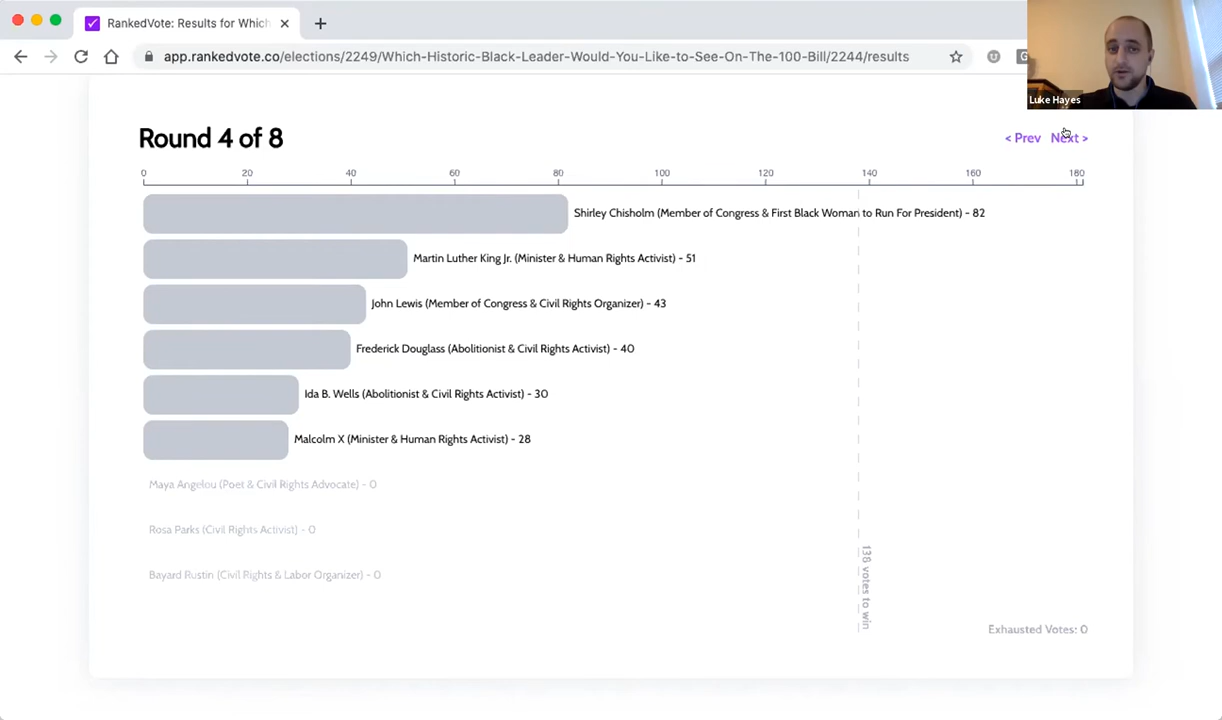 RankedVote: Results for Which
app.rankedvote.co/elections/2249/Which-Historic-Black-Leader-Would-You-Like-to-See-On-The-100-Bill/2244/results
Luke Hayes
Round 4 of 8
< Prev Next >
0 20 40 60 80 100 120 140 160 180
Shirley Chisholm (Member of Congress & First Black Woman to Run For President) - 82
Martin Luther King Jr. (Minister & Human Rights Activist) - 51
John Lewis (Member of Congress & Civil Rights Organizer) - 43
Frederick Douglass (Abolitionist & Civil Rights Activist) - 40
Ida B. Wells (Abolitionist & Civil Rights Activist) - 30
Malcolm X (Minister & Human Rights Activist) - 28
Maya Angelou (Poet & Civil Rights Advocate) - 0
Rosa Parks (Civil Rights Activist) - 0
Bayard Rustin (Civil Rights & Labor Organizer) - 0
138 votes to win
Exhausted Votes: 0